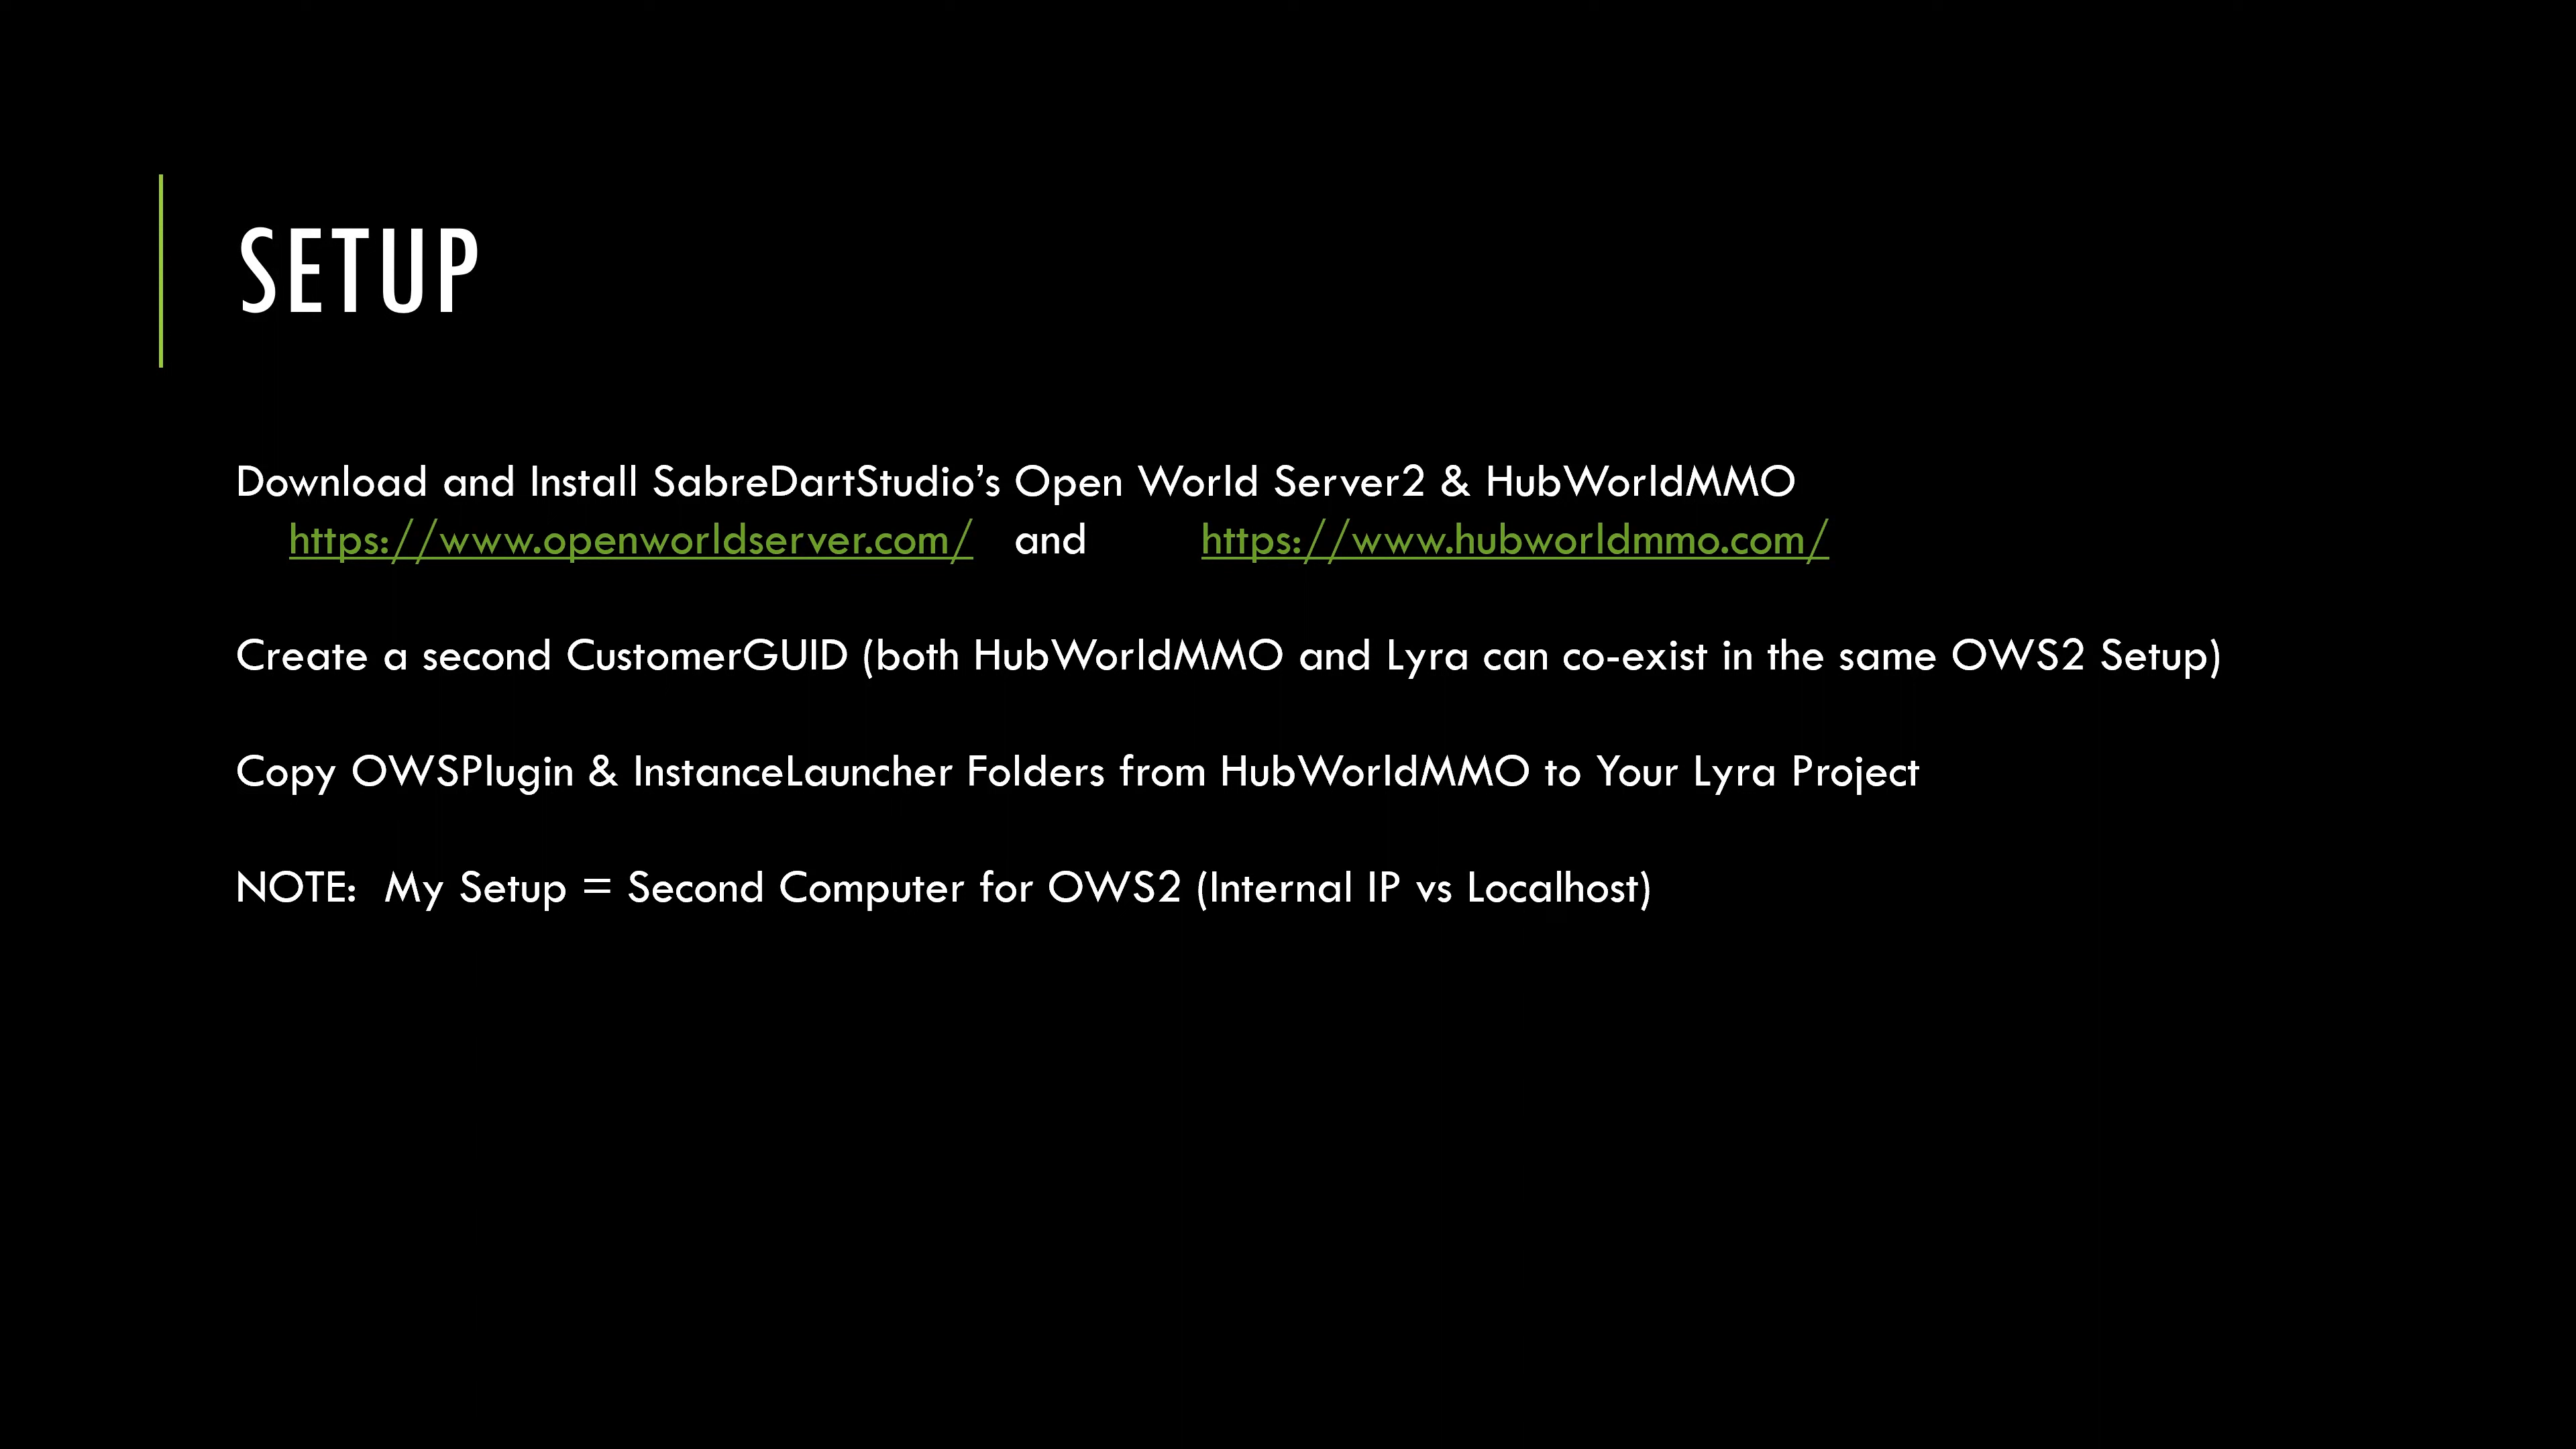 SETUP
Download and Install SabreDartStudio’s Open World Server2 & HubWorldMMO
https://www.openworldserver.com/ and https://www.hubworldmmo.com/
Create a second CustomerGUID (both HubWorldMMO and Lyra can co-exist in the same OWS2 Setup)
Copy OWSPlugin & InstanceLauncher Folders from HubWorldMMO to Your Lyra Project
NOTE: My Setup = Second Computer for OWS2 (Internal IP vs Localhost)